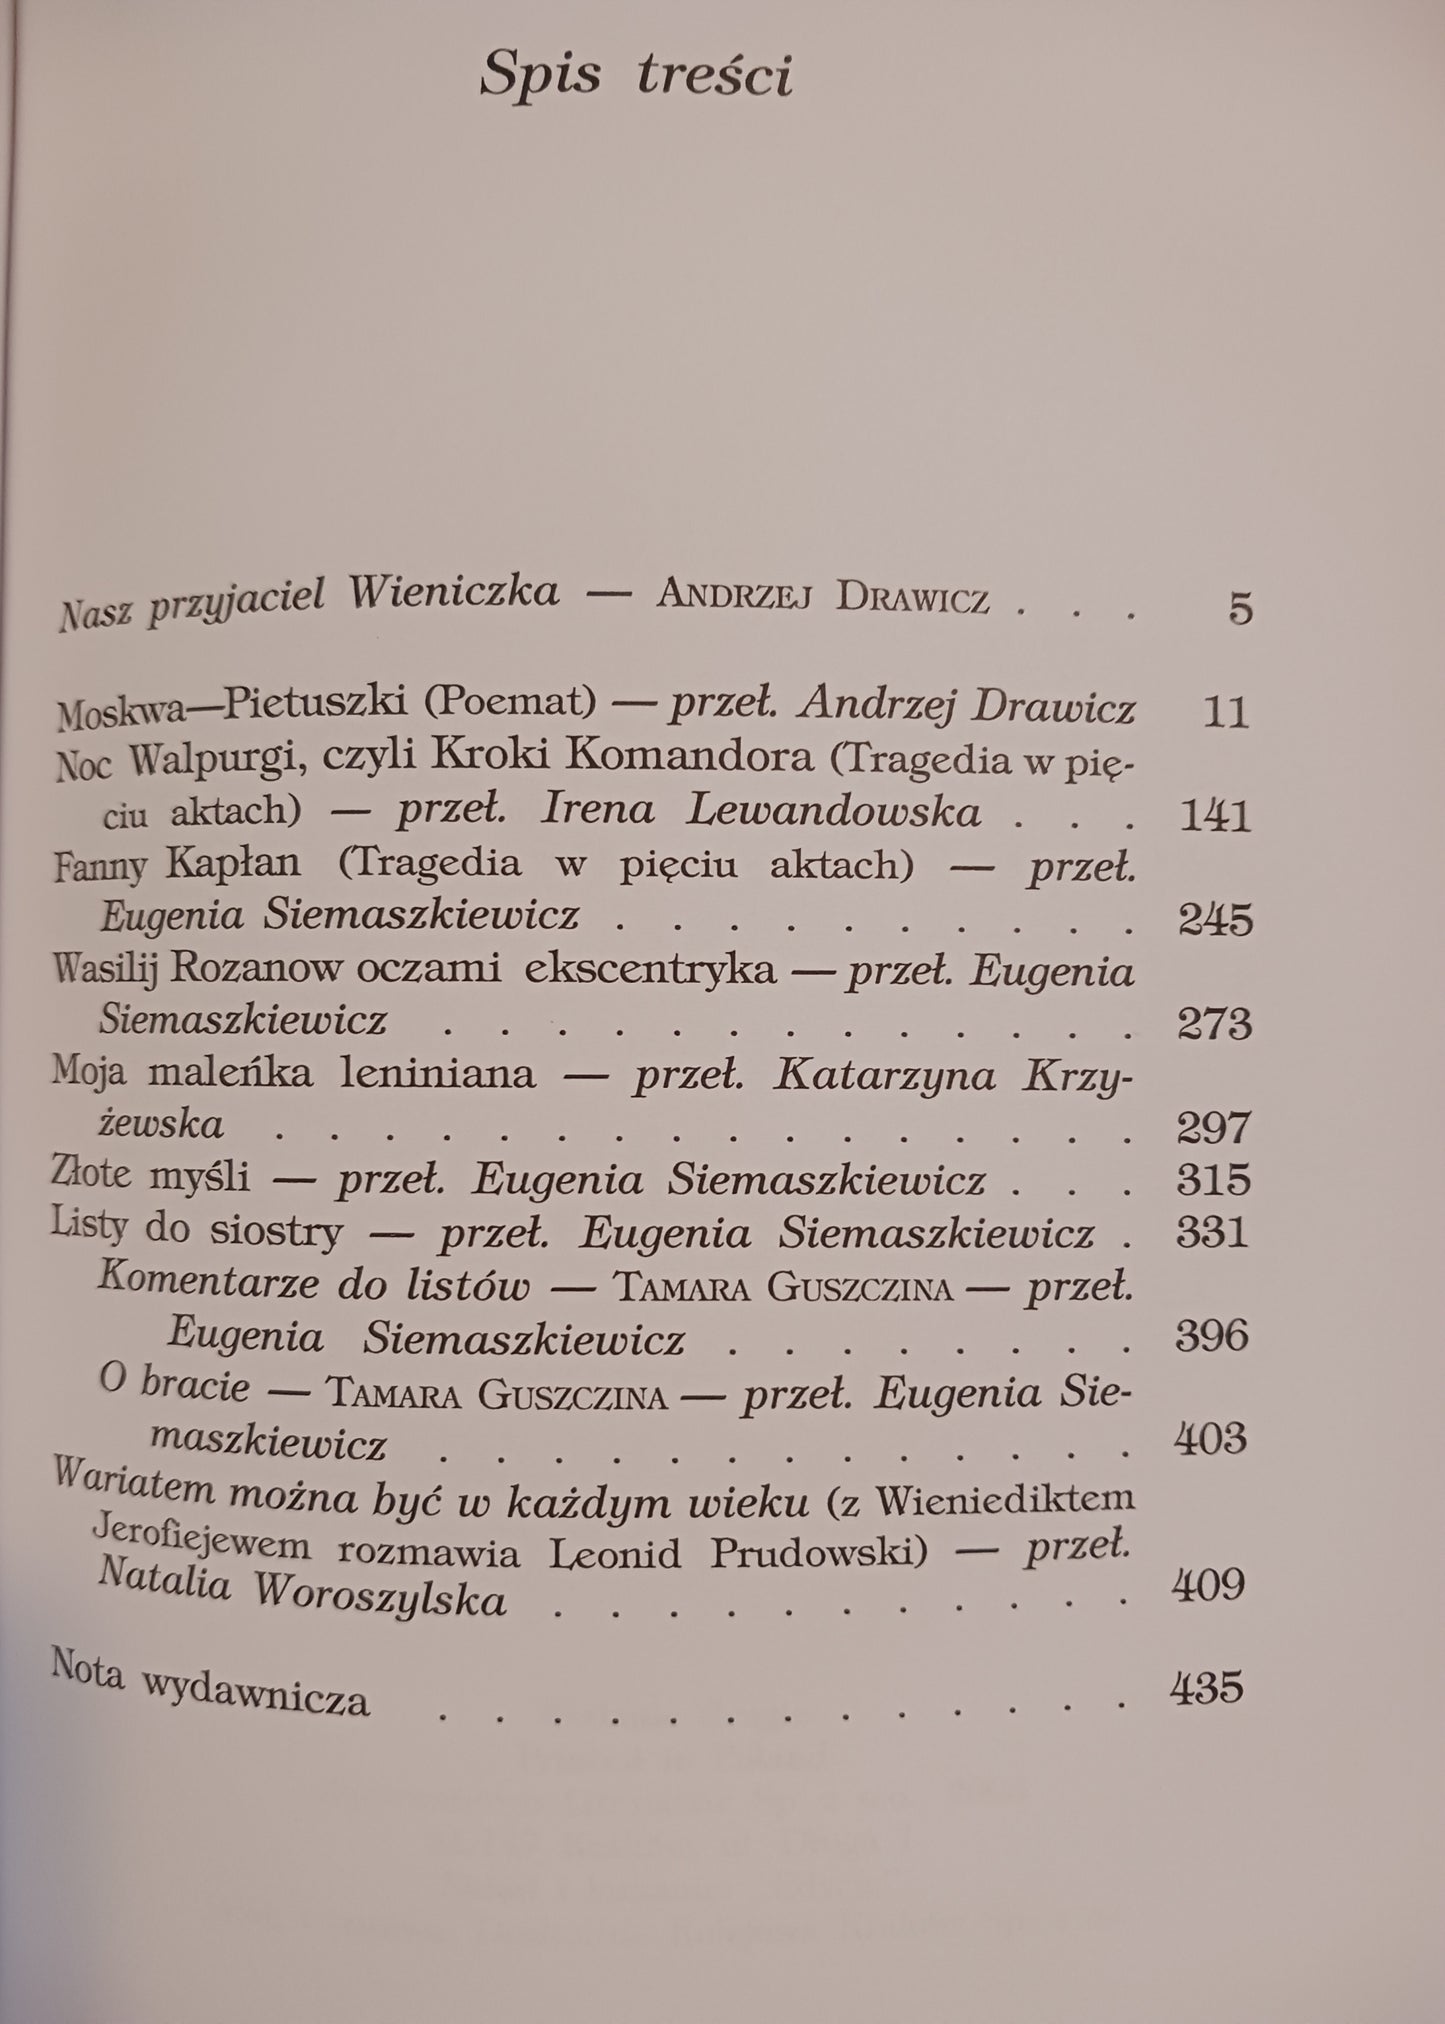 Spis treści
Nasz przyjaciel Wieniczka — ANDRZEJ DRAWICZ . . . 5
Moskwa—Pietuszki (Poemat) — przeł. Andrzej Drawicz 11
Noc Walpurgi, czyli Kroki Komandora (Tragedia w pię-
ciu aktach) — przeł. Irena Lewandowska . . . 141
Fanny Kapłan (Tragedia w pięciu aktach) — przeł.
Eugenia Siemaszkiewicz . . . . . . . . . . 245
Wasilij Rozanow oczami ekscentryka — przeł. Eugenia
Siemaszkiewicz . . . . . . . . . . . . . 273
Moja maleńka leniniana — przeł. Katarzyna Krzy-
żewska . . . . . . . . . . . . . . . . 297
Złote myśli — przeł. Eugenia Siemaszkiewicz . . . 315
Listy do siostry — przeł. Eugenia Siemaszkiewicz . 331
Komentarze do listów — TAMARA GUSZCZINA — przeł.
Eugenia Siemaszkiewicz . . . . . . . . 396
O bracie — TAMARA GUSZCZINA — przeł. Eugenia Sie-
maszkiewicz . . . . . . . . . . . . . 403
Wariatem można być w każdym wieku (z Wieniediktem
Jerofiejewem rozmawia Leonid Prudowski) — przeł.
Natalia Woroszylska . . . . . . . . . . . 409
Nota wydawnicza . . . . . . . . . . . . . 435